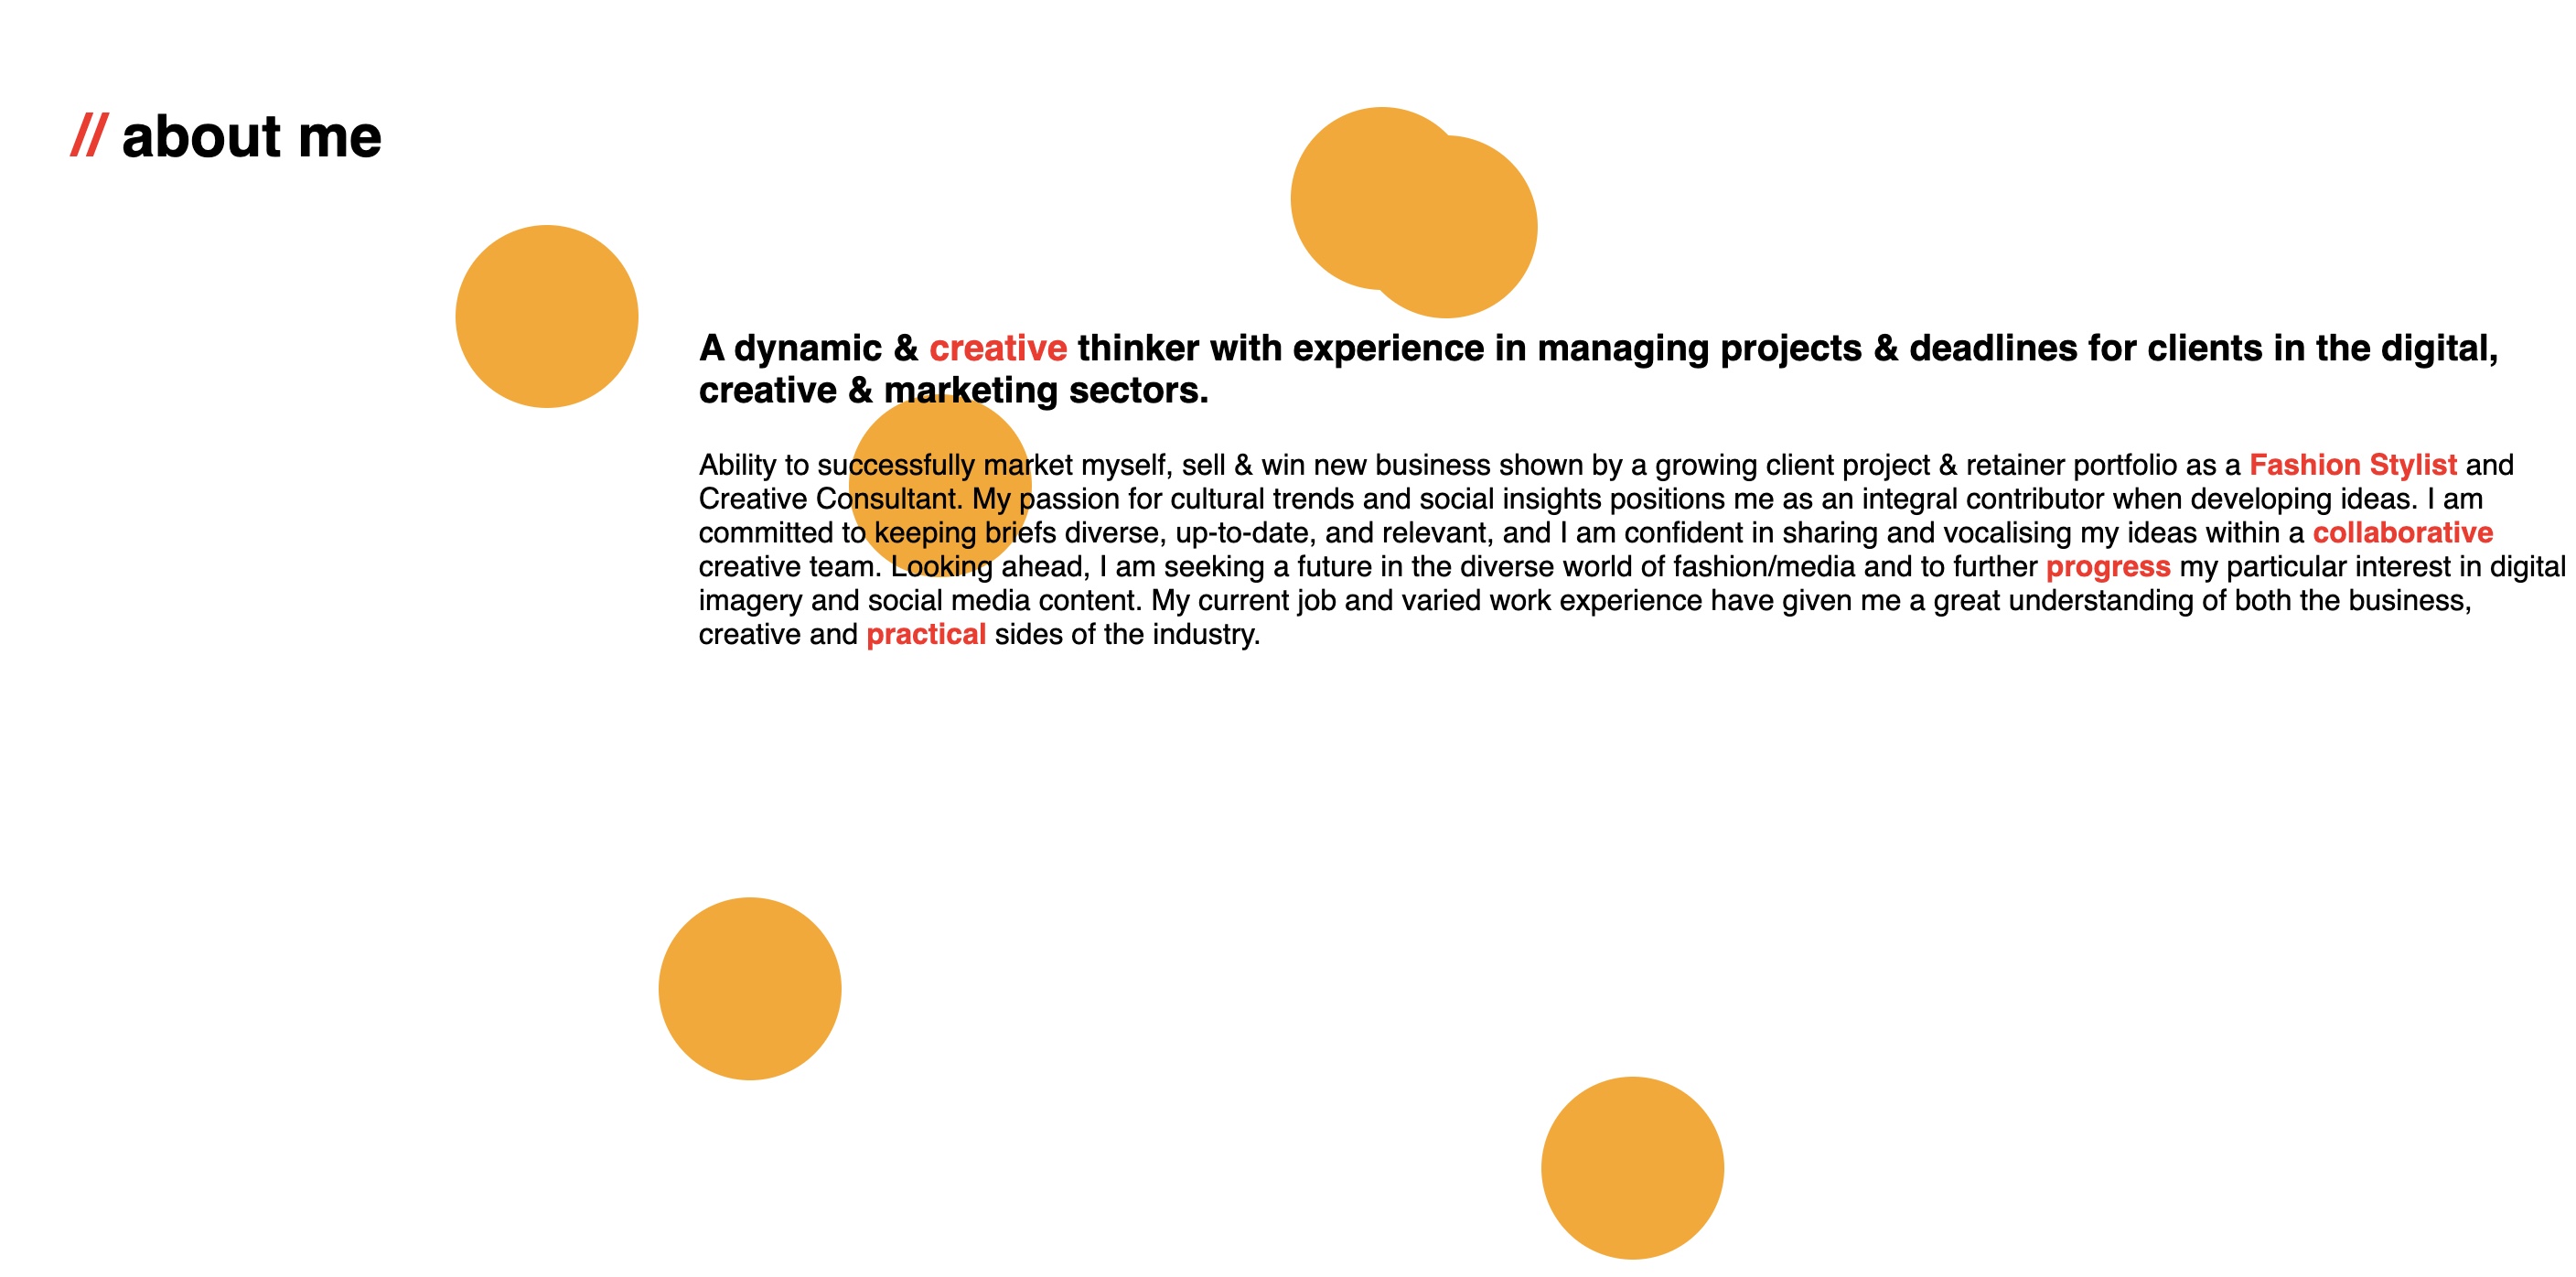 // about me
A dynamic & creative thinker with experience in managing projects & deadlines for clients in the digital,
creative & marketing sectors.
Ability to successfully market myself, sell & win new business shown by a growing client project & retainer portfolio as a Fashion Stylist and
Creative Consultant. My passion for cultural trends and social insights positions me as an integral contributor when developing ideas. I am
committed to keeping briefs diverse, up-to-date, and relevant, and I am confident in sharing and vocalising my ideas within a collaborative
creative team. Looking ahead, I am seeking a future in the diverse world of fashion/media and to further progress my particular interest in digital
imagery and social media content. My current job and varied work experience have given me a great understanding of both the business,
creative and practical sides of the industry.